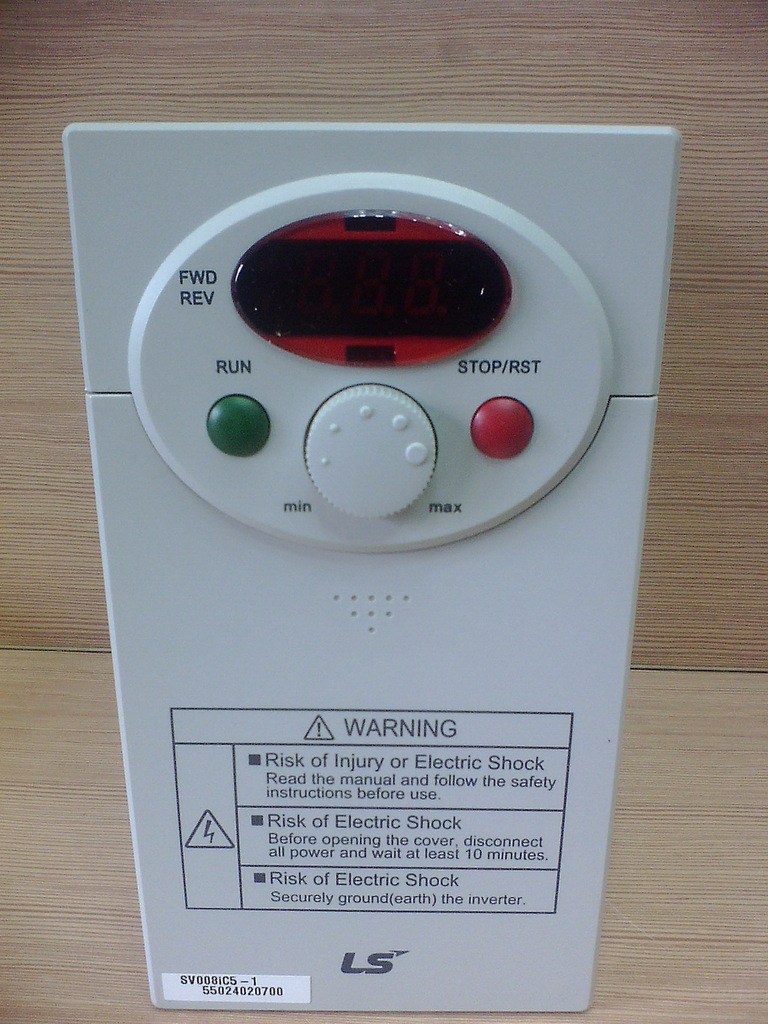 FWD
REV
RUN
STOP/RST
min
max
WARNING
■ Risk of Injury or Electric Shock
Read the manual and follow the safety
instructions before use.
■ Risk of Electric Shock
Before opening the cover, disconnect
all power and wait at least 10 minutes.
■ Risk of Electric Shock
Securely ground(earth) the inverter.
LS
SV008iC5-1
55024020700